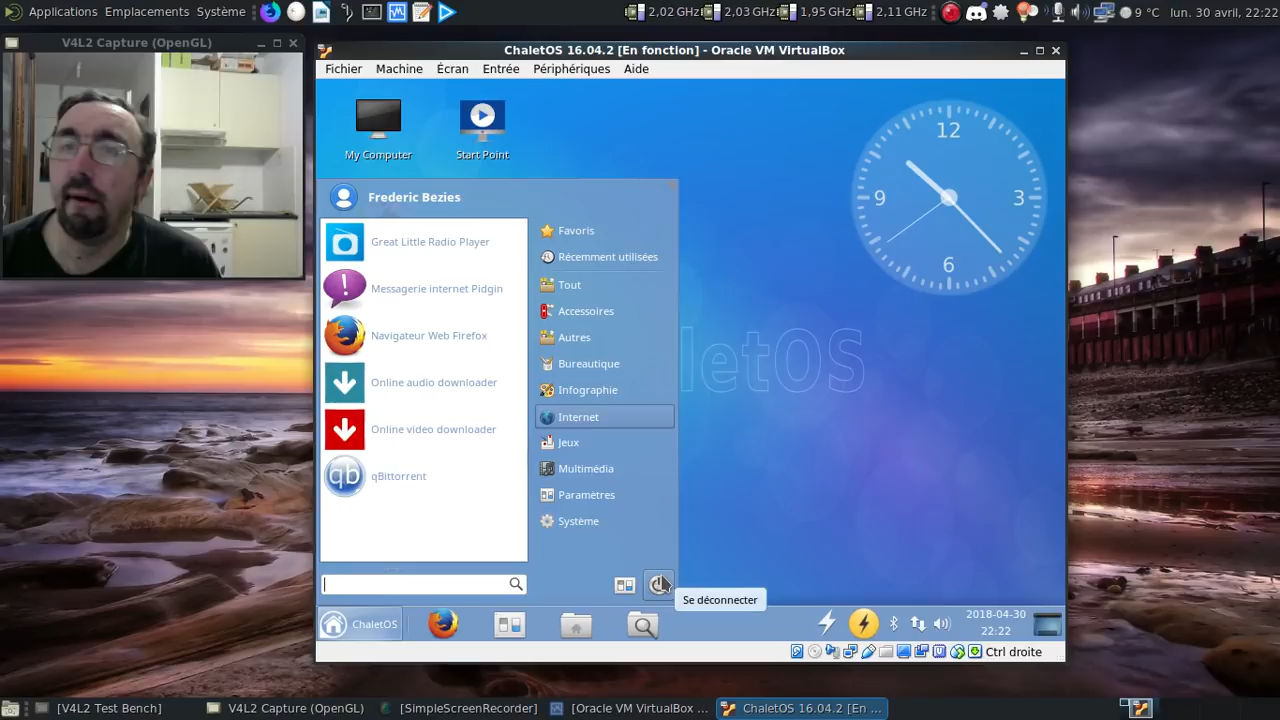 Applications Emplacements Système
2,02 GHz 2,03 GHz 1,95 GHz 2,11 GHz 9 °C lun. 30 avril, 22:22
V4L2 Capture (OpenGL)
ChaletOS 16.04.2 [En fonction] - Oracle VM VirtualBox
Fichier Machine Écran Entrée Périphériques Aide
My Computer
Start Point
12
3
6
9
letOS
Frederic Bezies
Great Little Radio Player
Messagerie internet Pidgin
Navigateur Web Firefox
Online audio downloader
Online video downloader
qb qBittorrent
Favoris
Récemment utilisées
Tout
Accessoires
Autres
Bureautique
Infographie
Internet
Jeux
Multimédia
Paramètres
Système
Se déconnecter
ChaletOS
2018-04-30
22:22
Ctrl droite
[V4L2 Test Bench] V4L2 Capture (OpenGL) [SimpleScreenRecorder] [Oracle VM VirtualBox ... ChaletOS 16.04.2 [En ...